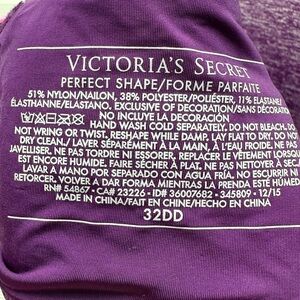 VICTORIA'S SECRET
PERFECT SHAPE/FORME PARFAITE
51% NYLON/NAILON, 38% POLYESTER/POLIÉSTER, 11% ELASTANE/
ÉLASTHANNE/ELASTANO. EXCLUSIVE OF DECORATION/SANS DÉCORATION/
NO INCLUYE LA DECORACIÓN
HAND WASH COLD SEPARATELY. DO NOT BLEACH. DO
NOT WRING OR TWIST. RESHAPE WHILE DAMP. LAY FLAT TO DRY. DO NOT
DRY CLEAN./ LAVER SÉPARÉMENT À LA MAIN, À L'EAU FROIDE. NE PAS
JAVELLISER. NE PAS TORDRE NI ESSORER. REPLACER LE VÊTEMENT LORSQU'IL
EST ENCORE HUMIDE. FAIRE SÉCHER À PLAT. NE PAS NETTOYER À SEC.
LAVAR A MANO POR SEPARADO CON AGUA FRÍA. NO ESCURRIR NI
RETORCER. VOLVER A DAR FORMA MIENTRAS LA PRENDA ESTÉ HÚMEDA
RN# 54867 • CA# 23226 • ID# 36007682 • 345809 • 12/15
MADE IN CHINA/FAIT EN CHINE/HECHO EN CHINA
32DD